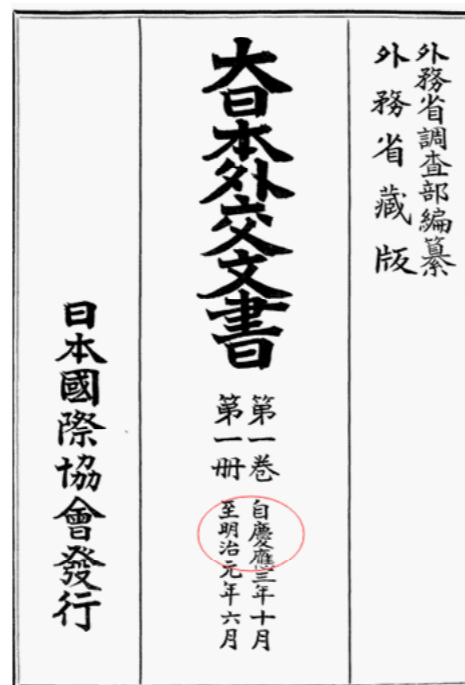 外務省調査部編纂
外務省藏版
大日本外交文書
第一巻
第一冊
自慶應三年十月
至明治元年六月
日本國際協會發行